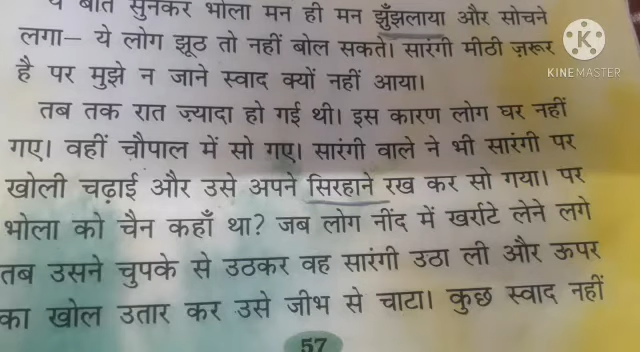 ये बातें सुनकर भोला मन ही मन झुँझलाया और सोचने
लगा– ये लोग झूठ तो नहीं बोल सकते। सारंगी मीठी ज़रूर
है पर मुझे न जाने स्वाद क्यों नहीं आया।
तब तक रात ज्यादा हो गई थी। इस कारण लोग घर नहीं
गए। वहीं चौपाल में सो गए। सारंगी वाले ने भी सारंगी पर
खोली चढ़ाई और उसे अपने सिरहाने रख कर सो गया। पर
भोला को चैन कहाँ था? जब लोग नींद में खर्राटे लेने लगे
तब उसने चुपके से उठकर वह सारंगी उठा ली और ऊपर
का खोल उतार कर उसे जीभ से चाटा। कुछ स्वाद नहीं
57
KINEMASTER